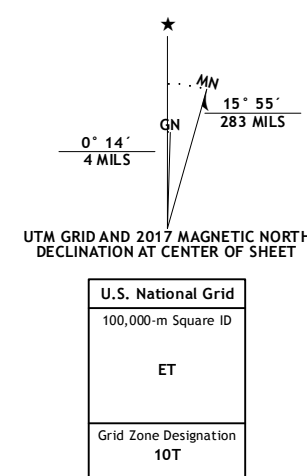 ★
MN
GN
15° 55´
283 MILS
0° 14´
4 MILS
UTM GRID AND 2017 MAGNETIC NORTH
DECLINATION AT CENTER OF SHEET
U.S. National Grid
100,000-m Square ID
ET
Grid Zone Designation
10T